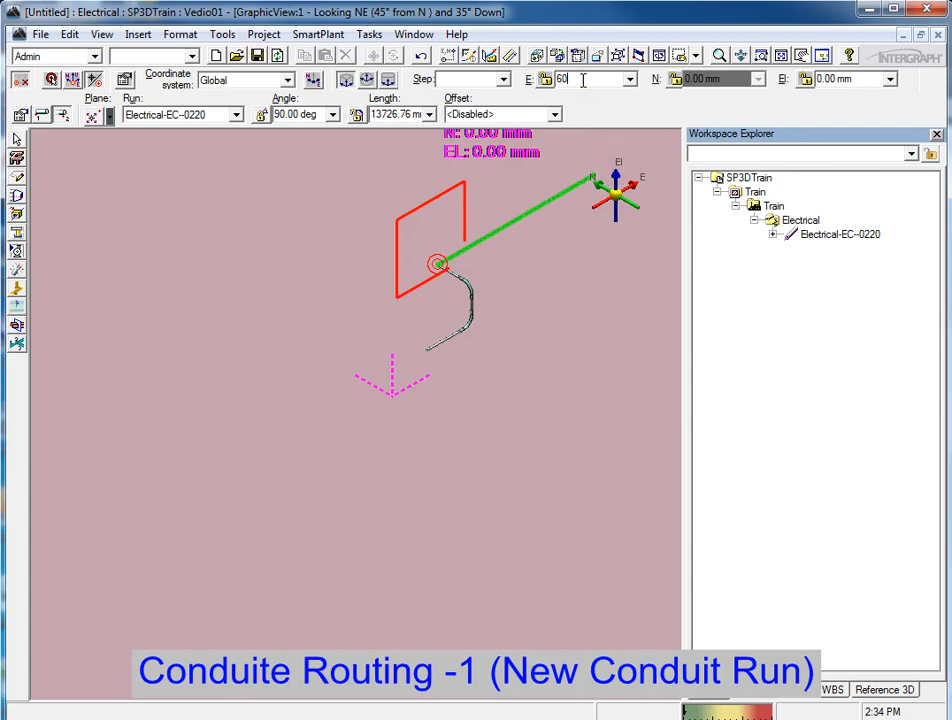 [Untitled] : Electrical : SP3DTrain - Vedio01 - [GraphicView:1 - Looking NE (45° from N ) and 35° Down]
File Edit View Insert Format Tools Project SmartPlant Tasks Window Help
Admin
INTERGRAPH
Coordinate system: Global
Step:
E: 60
N: 0.00 mm
El: 0.00 mm
Plane: Run: Angle: Length: Offset:
Electrical-EC--0220 90.00 deg 13726.76 m <Disabled>
N: 0.00 mm
EL: 0.00 mm
El
N
E
Workspace Explorer
SP3DTrain
Train
Train
Electrical
Electrical-EC--0220
Conduite Routing -1 (New Conduit Run)
WBS Reference 3D
2:34 PM